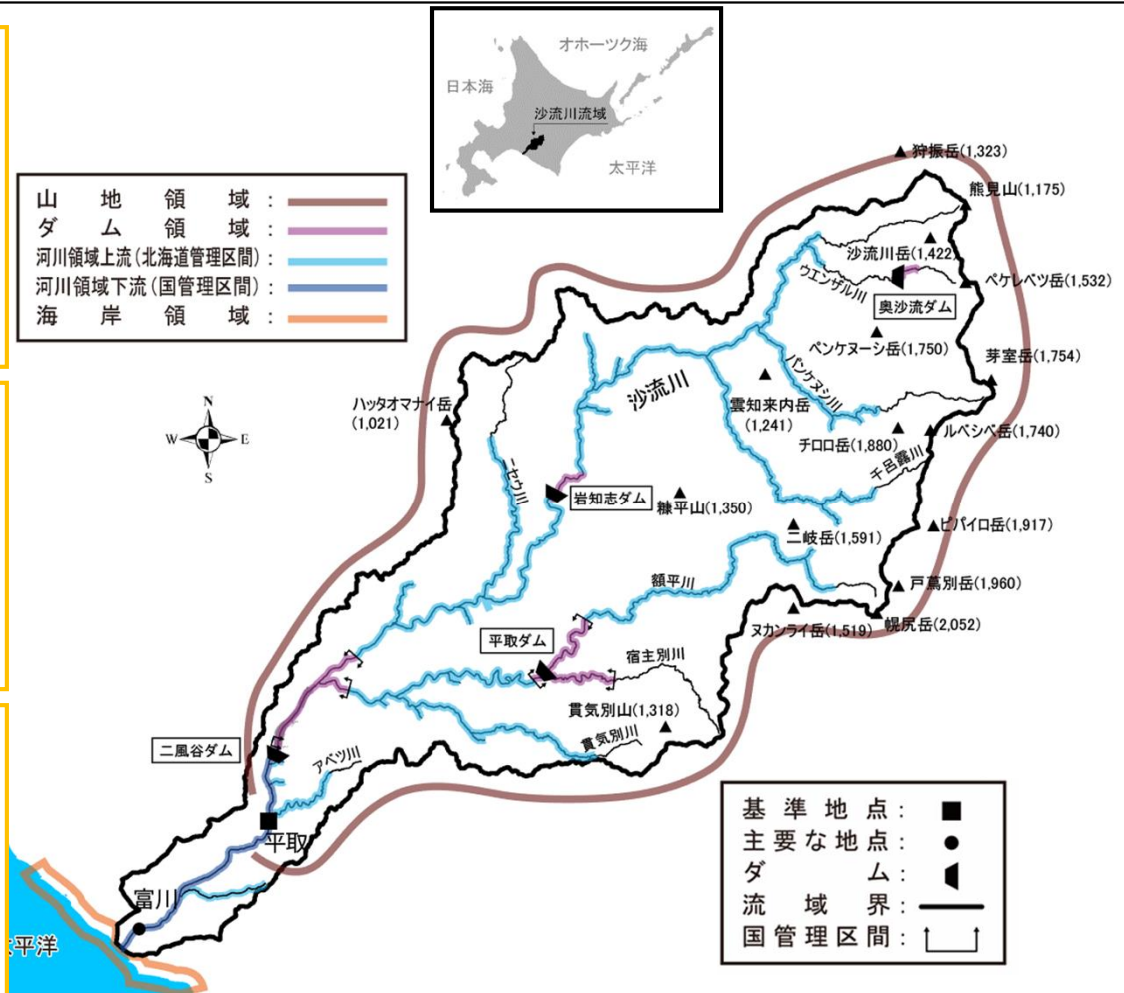 オホーツク海
日本海
沙流川流域
太平洋
山地領域：
ダム領域：
河川領域上流(北海道管理区間)：
河川領域下流(国管理区間)：
海岸領域：
N
W E
S
狩振岳(1,323)
熊見山(1,175)
沙流川岳(1,422)
ウエンザル川
ペケレベツ岳(1,532)
奥沙流ダム
ペンケヌーシ岳(1,750)
芽室岳(1,754)
パンケヌシ川
沙流川
雲知来内岳
(1,241)
ハッタオマナイ岳
(1,021)
チロロ岳(1,880)
ルベシベ岳(1,740)
千呂露川
ニセウ川
岩知志ダム
糠平山(1,350)
二岐岳(1,591)
ピパイロ岳(1,917)
額平川
戸蔦別岳(1,960)
ヌカンライ岳(1,519)
幌尻岳(2,052)
平取ダム
宿主別川
貫気別山(1,318)
貫気別川
二風谷ダム
アベツ川
平取
富川
平洋
基準地点：
主要な地点：
ダム：
流域界：
国管理区間：